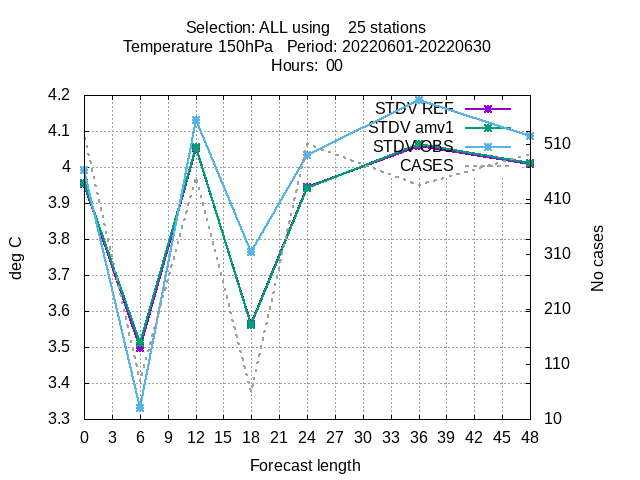 Selection: ALL using    25 stations
Temperature 150hPa   Period: 20220601-20220630
Hours:  00
4.2
4.1
4
3.9
3.8
3.7
3.6
3.5
3.4
3.3
deg C
STDV REF
STDV amv1
STDV OBS
CASES
510
410
310
210
110
10
No cases
0 3 6 9 12 15 18 21 24 27 30 33 36 39 42 45 48
Forecast length